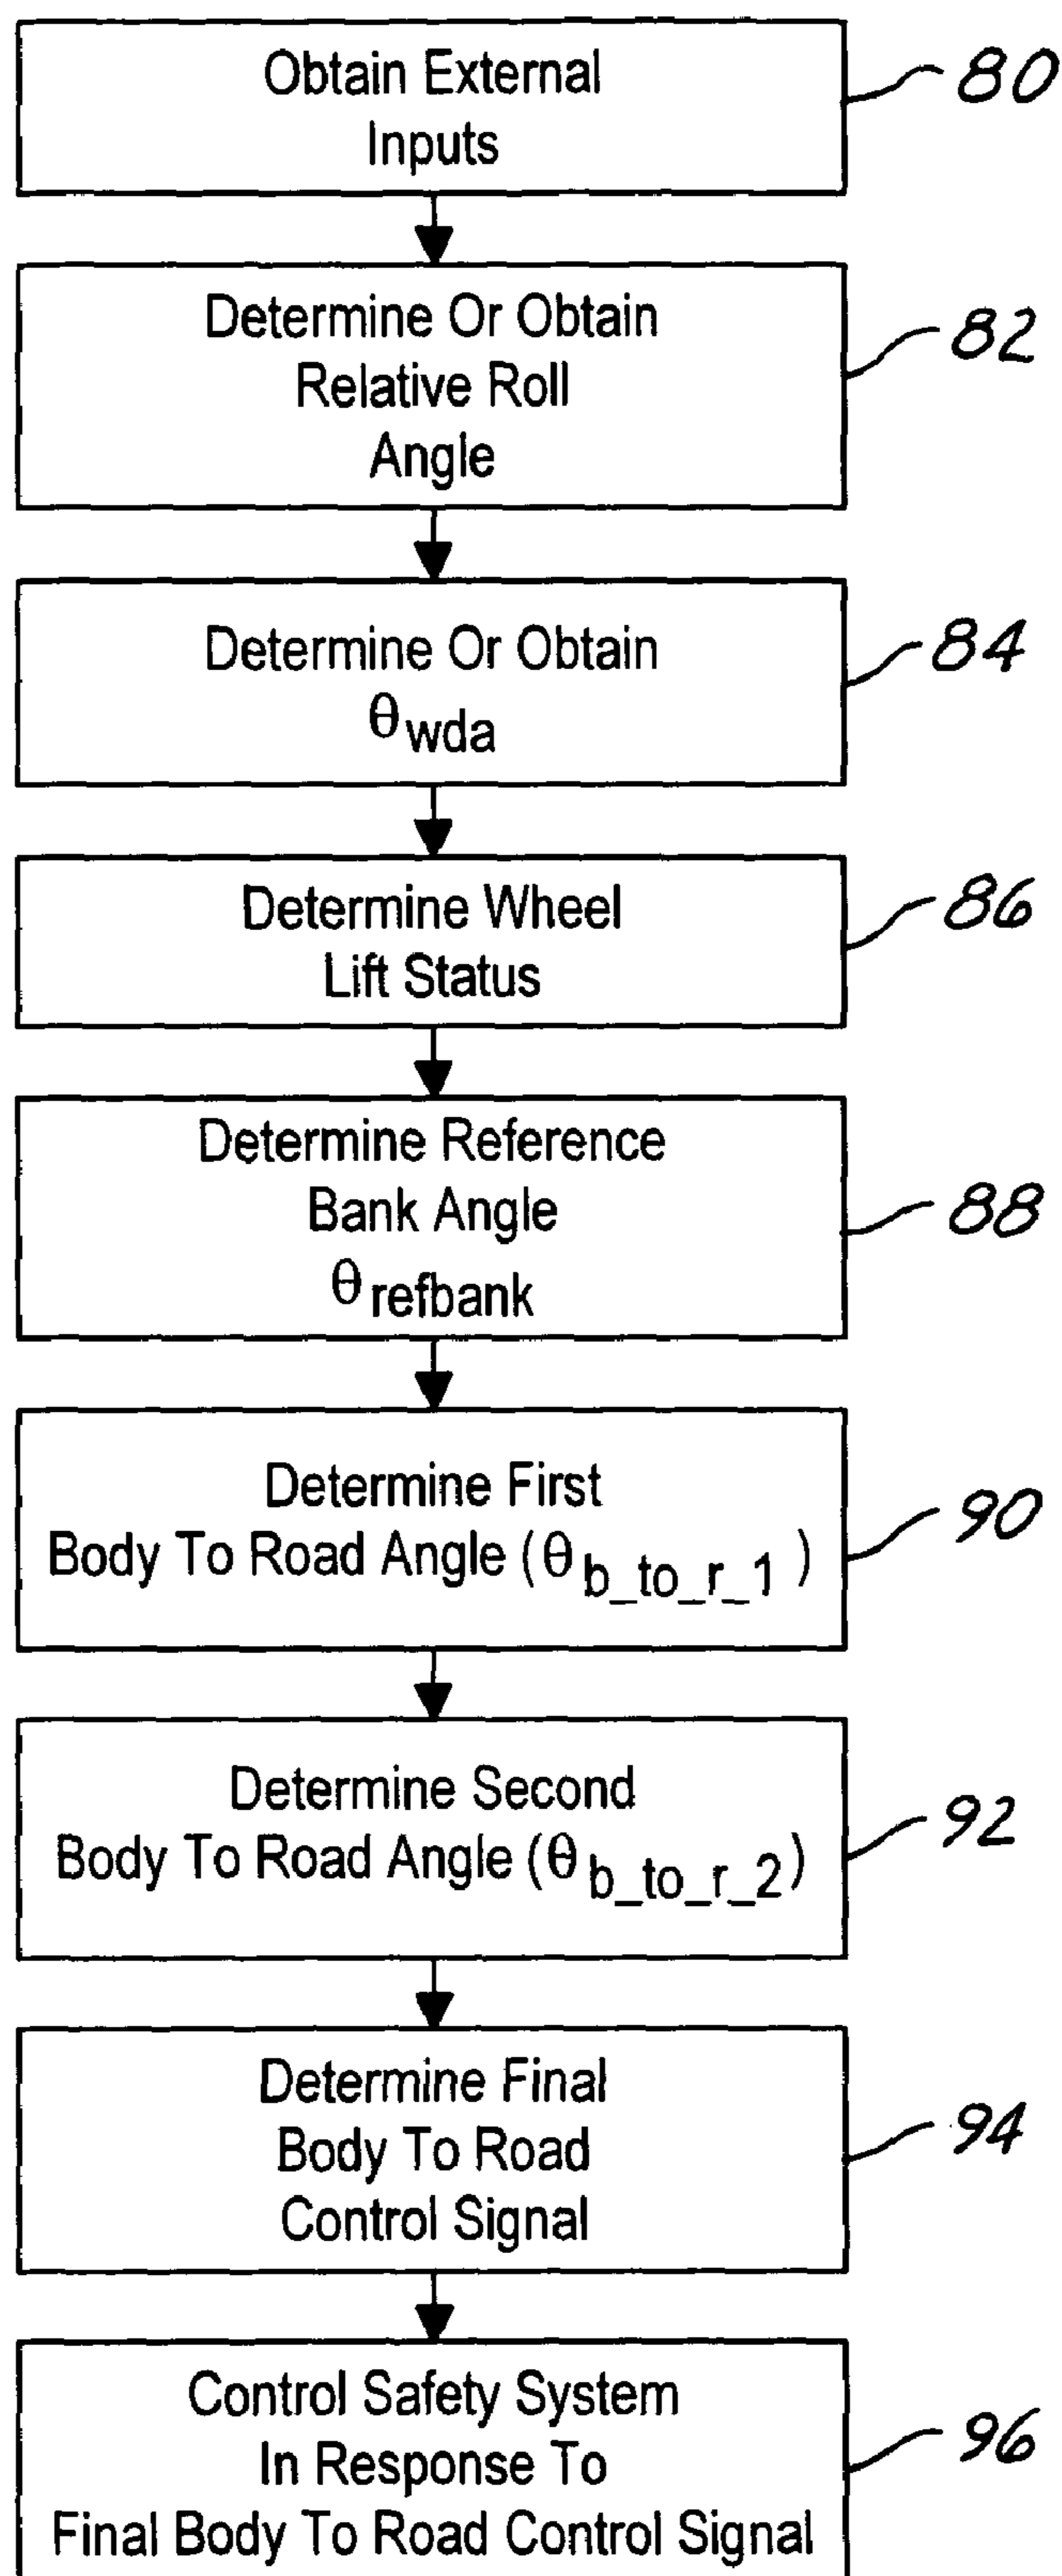 Obtain External
Inputs
80
Determine Or Obtain
Relative Roll
Angle
82
Determine Or Obtain
θwda
84
Determine Wheel
Lift Status
86
Determine Reference
Bank Angle
θrefbank
88
Determine First
Body To Road Angle (θb_to_r_1)
90
Determine Second
Body To Road Angle (θb_to_r_2)
92
Determine Final
Body To Road
Control Signal
94
Control Safety System
In Response To
Final Body To Road Control Signal
96